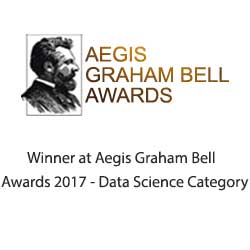 AEGIS
GRAHAM BELL
AWARDS
Winner at Aegis Graham Bell
Awards 2017 - Data Science Category